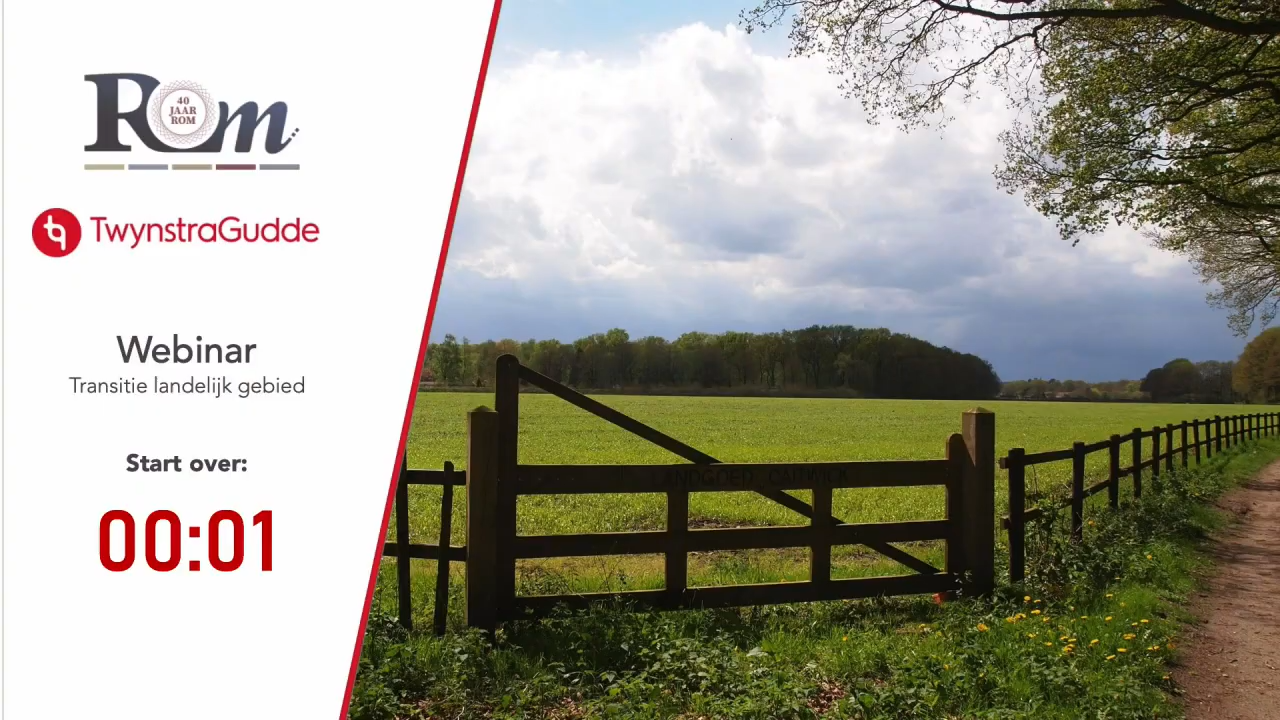 Rom
40
JAAR
ROM
TwynstraGudde
Webinar
Transitie landelijk gebied
Start over:
00:01